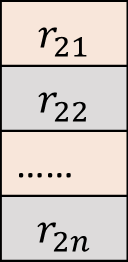 r₂₁
r₂₂
......
r₂ₙ